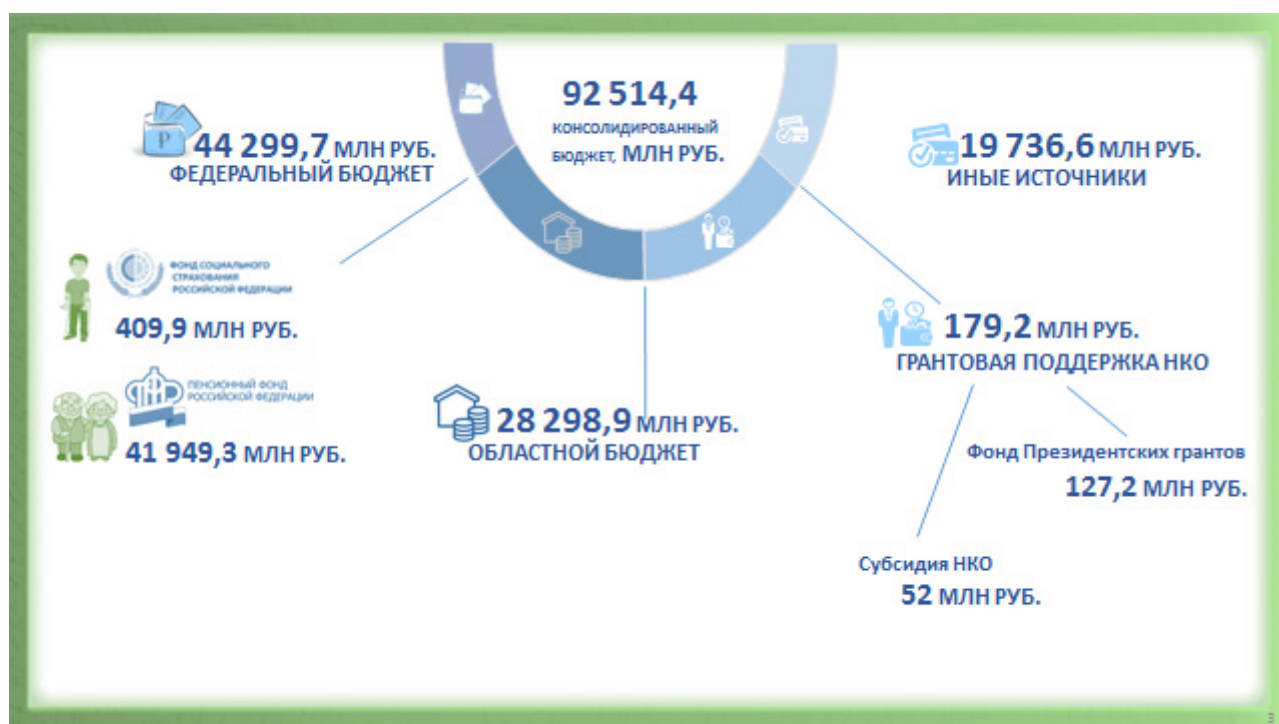 92 514,4
КОНСОЛИДИРОВАННЫЙ
БЮДЖЕТ, МЛН РУБ.
44 299,7 МЛН РУБ.
ФЕДЕРАЛЬНЫЙ БЮДЖЕТ
19 736,6 МЛН РУБ.
ИНЫЕ ИСТОЧНИКИ
ФОНД СОЦИАЛЬНОГО
СТРАХОВАНИЯ
РОССИЙСКОЙ ФЕДЕРАЦИИ
409,9 МЛН РУБ.
ПЕНСИОННЫЙ ФОНД
РОССИЙСКОЙ ФЕДЕРАЦИИ
41 949,3 МЛН РУБ.
28 298,9 МЛН РУБ.
ОБЛАСТНОЙ БЮДЖЕТ
179,2 МЛН РУБ.
ГРАНТОВАЯ ПОДДЕРЖКА НКО
Фонд Президентских грантов
127,2 МЛН РУБ.
Субсидия НКО
52 МЛН РУБ.